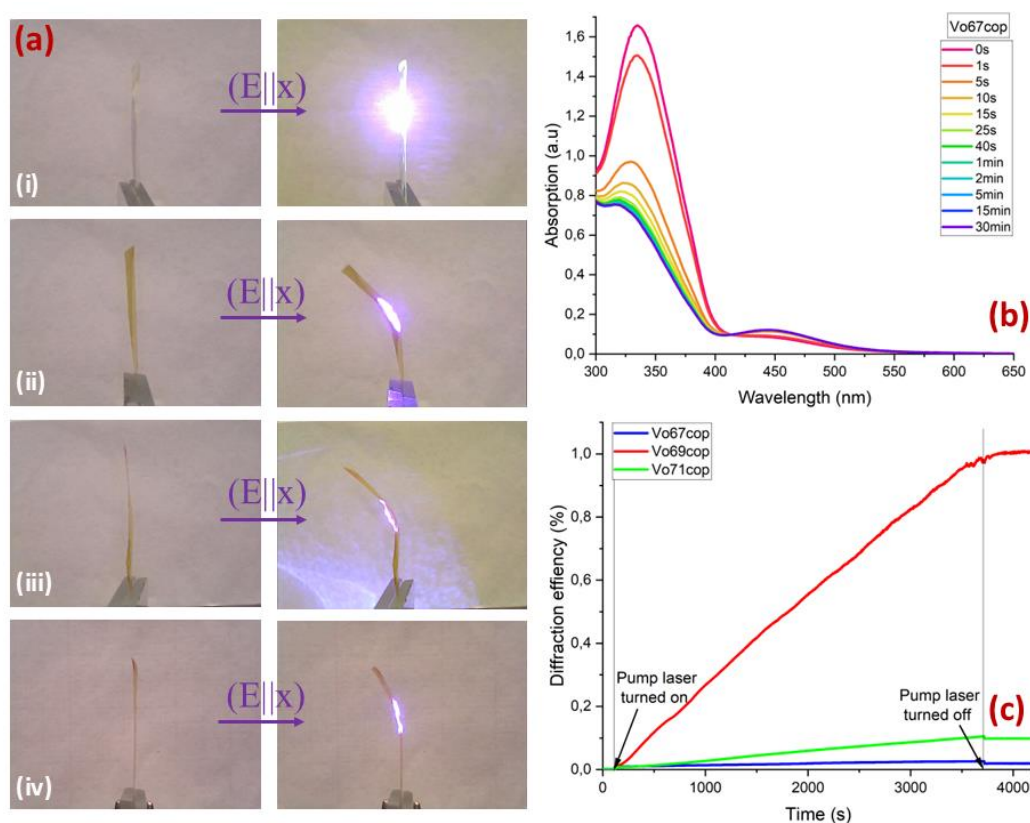 (a)
(E||x)
(i)
(E||x)
(ii)
(E||x)
(iii)
(E||x)
(iv)
Vo67cop
0s
1s
5s
10s
15s
25s
40s
1min
2min
5min
15min
30min
1,6
1,4
1,2
1,0
0,8
0,6
0,4
0,2
0,0
Absorption (a.u)
300 350 400 450 500 550 600 650
Wavelength (nm)
(b)
Vo67cop
Vo69cop
Vo71cop
1,0
0,8
0,6
0,4
0,2
0,0
Diffraction effiency (%)
Pump laser
turned on
Pump laser
turned off
(c)
0 1000 2000 3000 4000
Time (s)